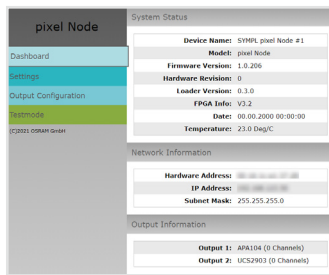 pixel Node
Dashboard
Settings
Output Configuration
Testmode
(C)2021 OSRAM GmbH
System Status
Device Name: SYMPL pixel Node #1
Model: pixel Node
Firmware Version: 1.0.206
Hardware Revision: 0
Loader Version: 0.3.0
FPGA Info: V3.2
Date: 00.00.2000 00:00:00
Temperature: 23.0 Deg/C
Network Information
Hardware Address:
IP Address:
Subnet Mask: 255.255.255.0
Output Information
Output 1: APA104 (0 Channels)
Output 2: UCS2903 (0 Channels)